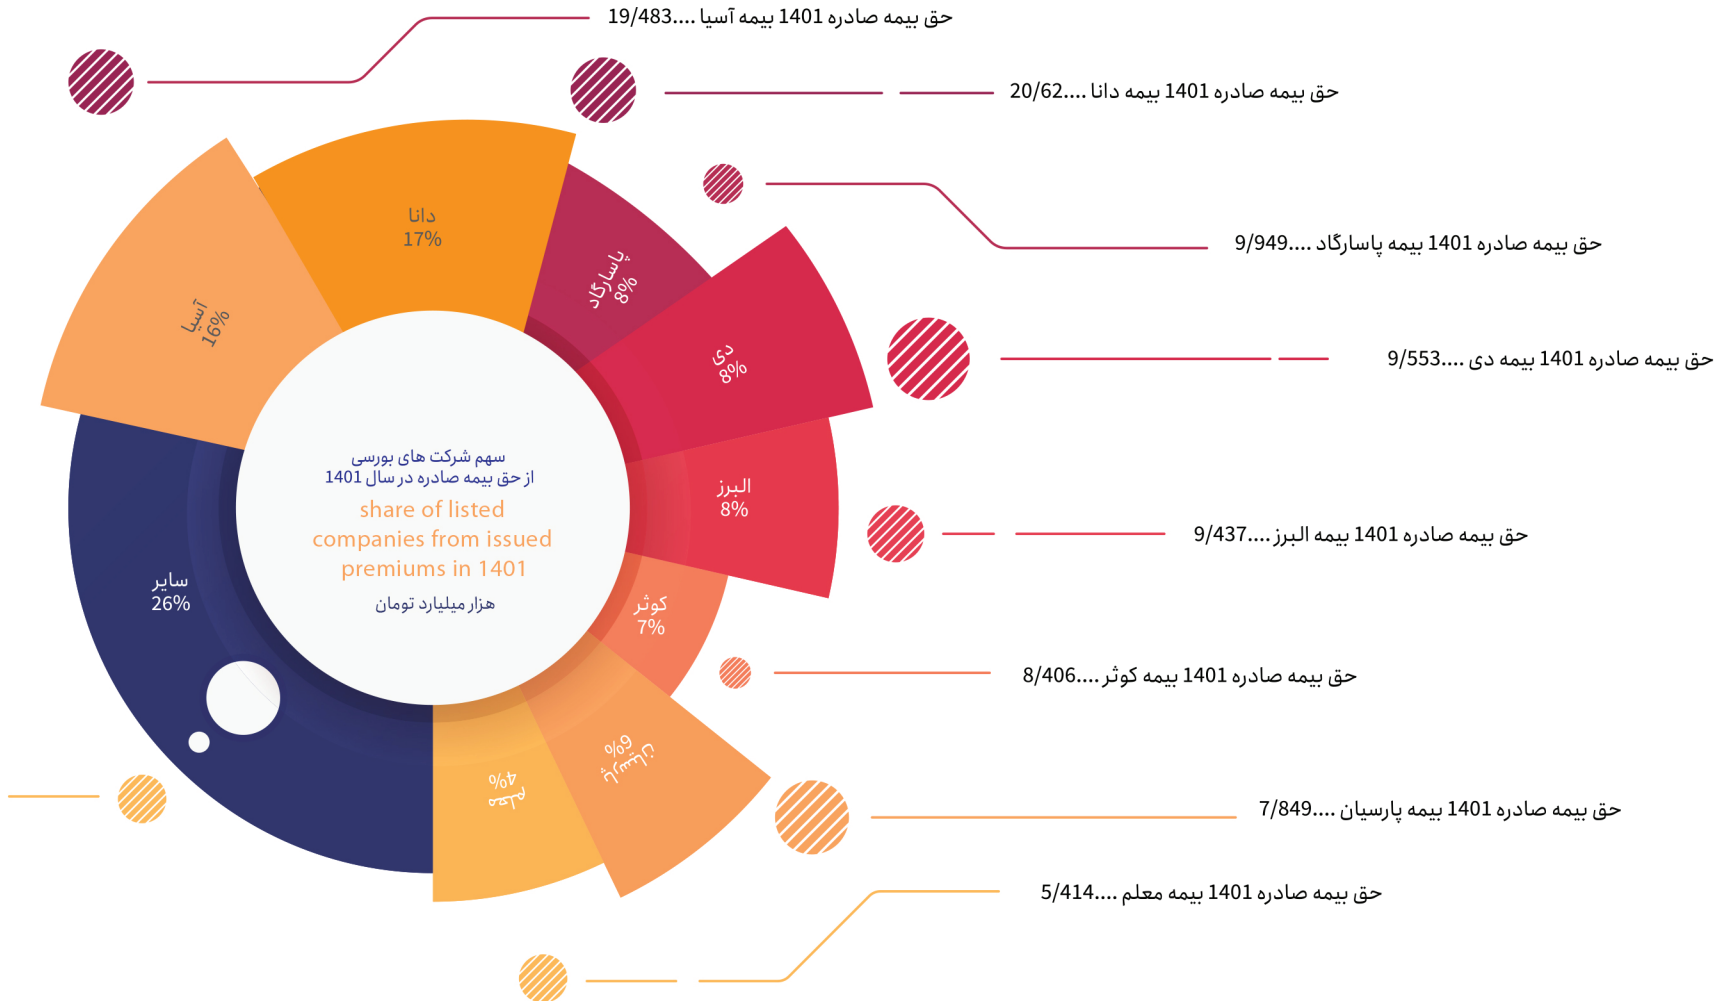 حق بیمه صادره 1401 بیمه آسیا ....19/483
حق بیمه صادره 1401 بیمه دانا ....20/62
حق بیمه صادره 1401 بیمه پاسارگاد ....9/949
حق بیمه صادره 1401 بیمه دی ....9/553
حق بیمه صادره 1401 بیمه البرز ....9/437
حق بیمه صادره 1401 بیمه کوثر ....8/406
حق بیمه صادره 1401 بیمه پارسیان ....7/849
حق بیمه صادره 1401 بیمه معلم ....5/414
آسیا
16%
دانا
17%
پاسارگاد
8%
دی
8%
البرز
8%
کوثر
7%
پارسیان
6%
معلم
4%
سایر
26%
سهم شرکت های بورسی
از حق بیمه صادره در سال 1401
share of listed
companies from issued
premiums in 1401
هزار میلیارد تومان